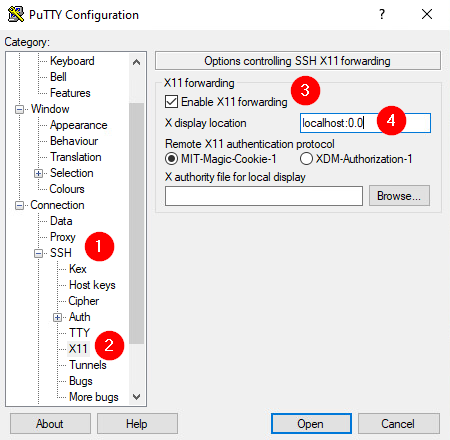 PuTTY Configuration
?
Category:
Keyboard
Bell
Features
Window
Appearance
Behaviour
Translation
Selection
Colours
Connection
Data
Proxy
SSH
1
Kex
Host keys
Cipher
Auth
TTY
X11
2
Tunnels
Bugs
More bugs
Options controlling SSH X11 forwarding
X11 forwarding
3
Enable X11 forwarding
X display location
localhost:0.0
4
Remote X11 authentication protocol
MIT-Magic-Cookie-1
XDM-Authorization-1
X authority file for local display
Browse...
About
Help
Open
Cancel